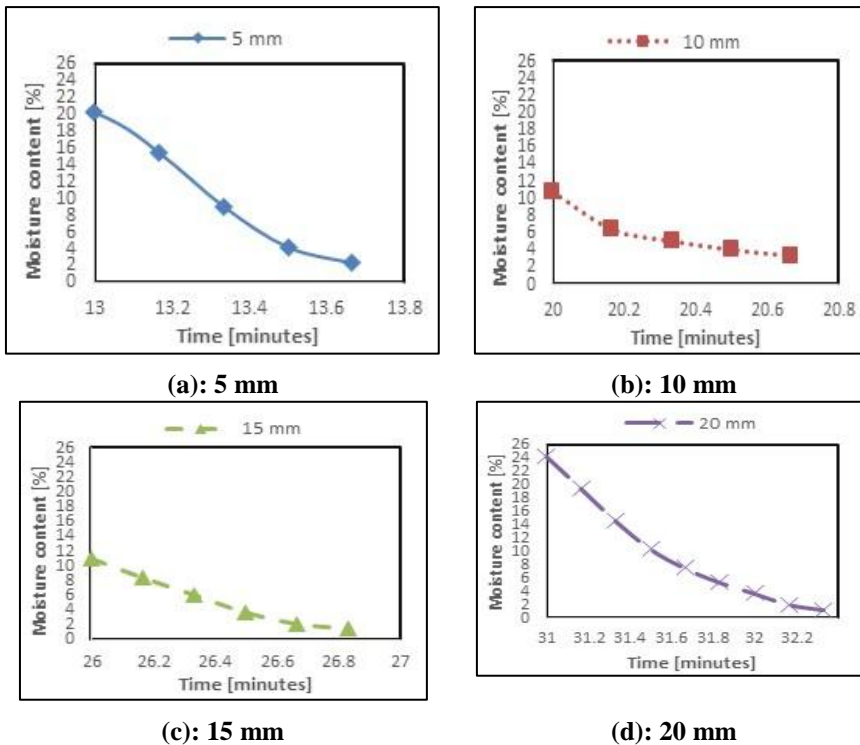 5 mm
Moisture content [%]
26
24
22
20
18
16
14
12
10
8
6
4
2
0
13 13.2 13.4 13.6 13.8
Time [minutes]
(a): 5 mm
10 mm
Moisture content [%]
26
24
22
20
18
16
14
12
10
8
6
4
2
0
20 20.2 20.4 20.6 20.8
Time [minutes]
(b): 10 mm
15 mm
Moisture content [%]
26
24
22
20
18
16
14
12
10
8
6
4
2
0
26 26.2 26.4 26.6 26.8 27
Time [minutes]
(c): 15 mm
20 mm
Moisture content [%]
26
24
22
20
18
16
14
12
10
8
6
4
2
0
31 31.2 31.4 31.6 31.8 32 32.2
Time [minutes]
(d): 20 mm